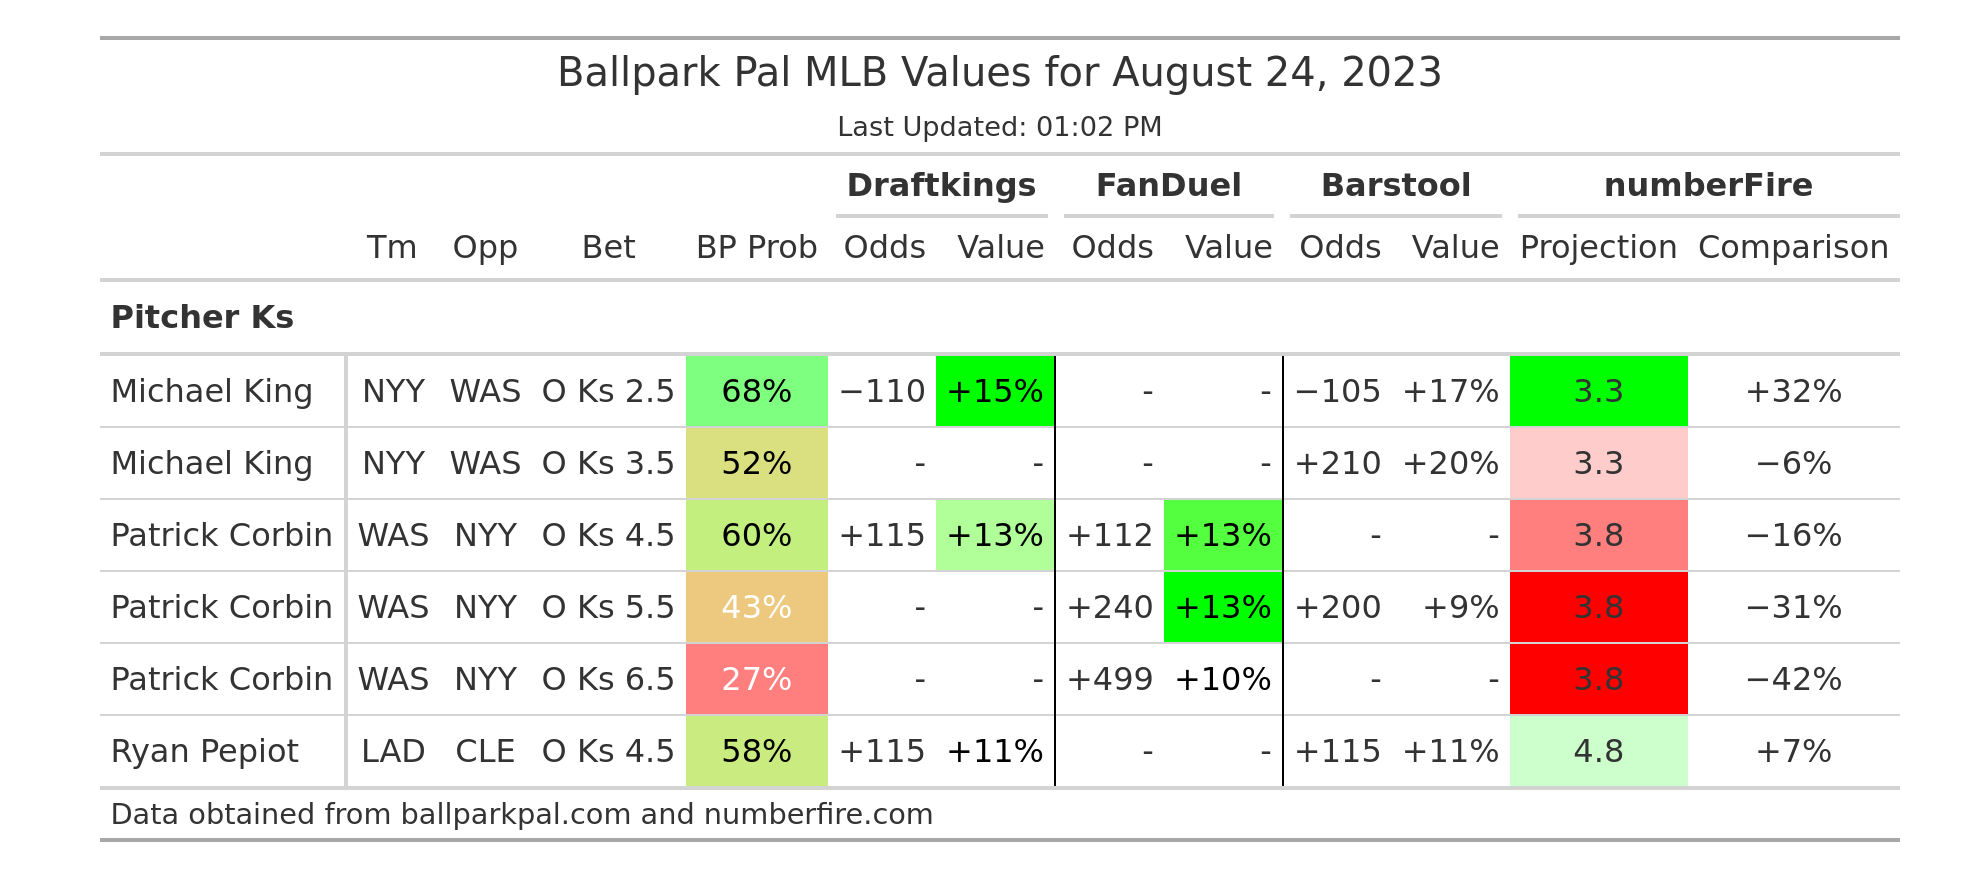 Ballpark Pal MLB Values for August 24, 2023
Last Updated: 01:02 PM
Draftkings FanDuel Barstool numberFire
Tm Opp Bet BP Prob Odds Value Odds Value Odds Value Projection Comparison
Pitcher Ks
Michael King NYY WAS O Ks 2.5 68% −110 +15% - - −105 +17% 3.3 +32%
Michael King NYY WAS O Ks 3.5 52% - - - - +210 +20% 3.3 −6%
Patrick Corbin WAS NYY O Ks 4.5 60% +115 +13% +112 +13% - - 3.8 −16%
Patrick Corbin WAS NYY O Ks 5.5 43% - - +240 +13% +200 +9% 3.8 −31%
Patrick Corbin WAS NYY O Ks 6.5 27% - - +499 +10% - - 3.8 −42%
Ryan Pepiot LAD CLE O Ks 4.5 58% +115 +11% - - +115 +11% 4.8 +7%
Data obtained from ballparkpal.com and numberfire.com